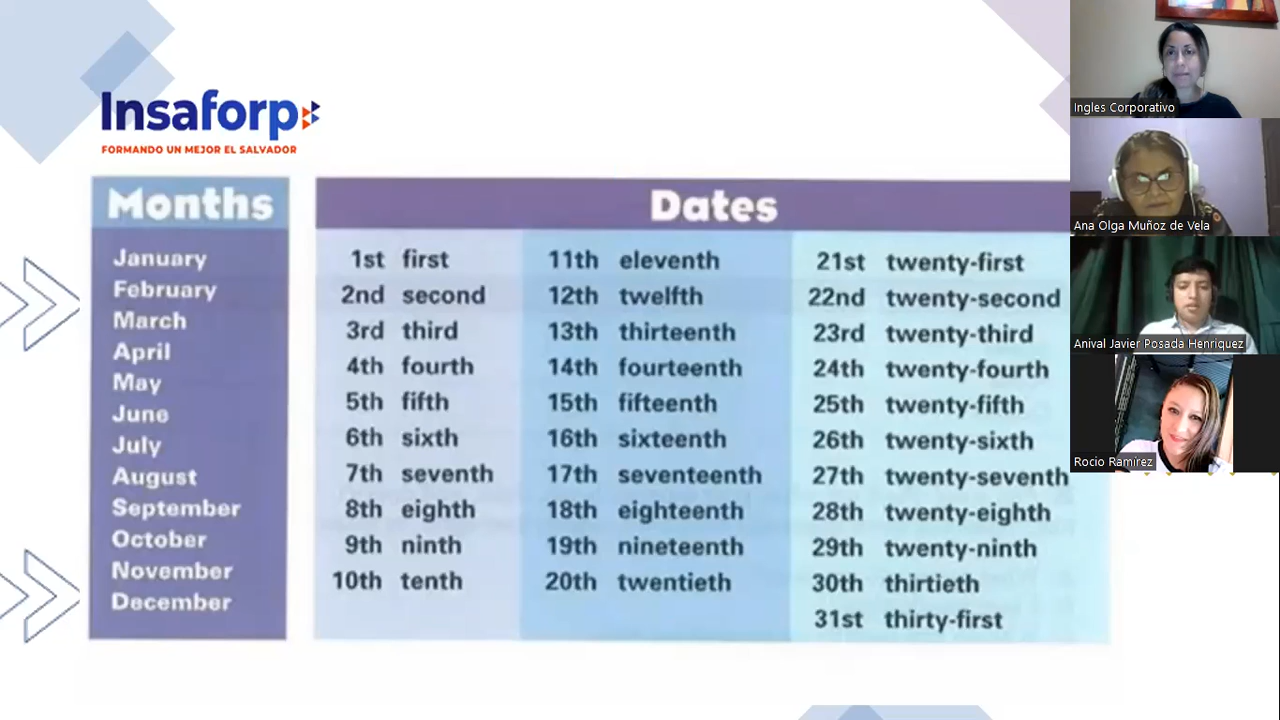 Insaforp
FORMANDO UN MEJOR EL SALVADOR
Months
January
February
March
April
May
June
July
August
September
October
November
December
Dates
1st first
2nd second
3rd third
4th fourth
5th fifth
6th sixth
7th seventh
8th eighth
9th ninth
10th tenth
11th eleventh
12th twelfth
13th thirteenth
14th fourteenth
15th fifteenth
16th sixteenth
17th seventeenth
18th eighteenth
19th nineteenth
20th twentieth
21st twenty-first
22nd twenty-second
23rd twenty-third
24th twenty-fourth
25th twenty-fifth
26th twenty-sixth
27th twenty-seventh
28th twenty-eighth
29th twenty-ninth
30th thirtieth
31st thirty-first
Ingles Corporativo
Ana Olga Muñoz de Vela
Anival Javier Posada Henriquez
Rocio Ramírez